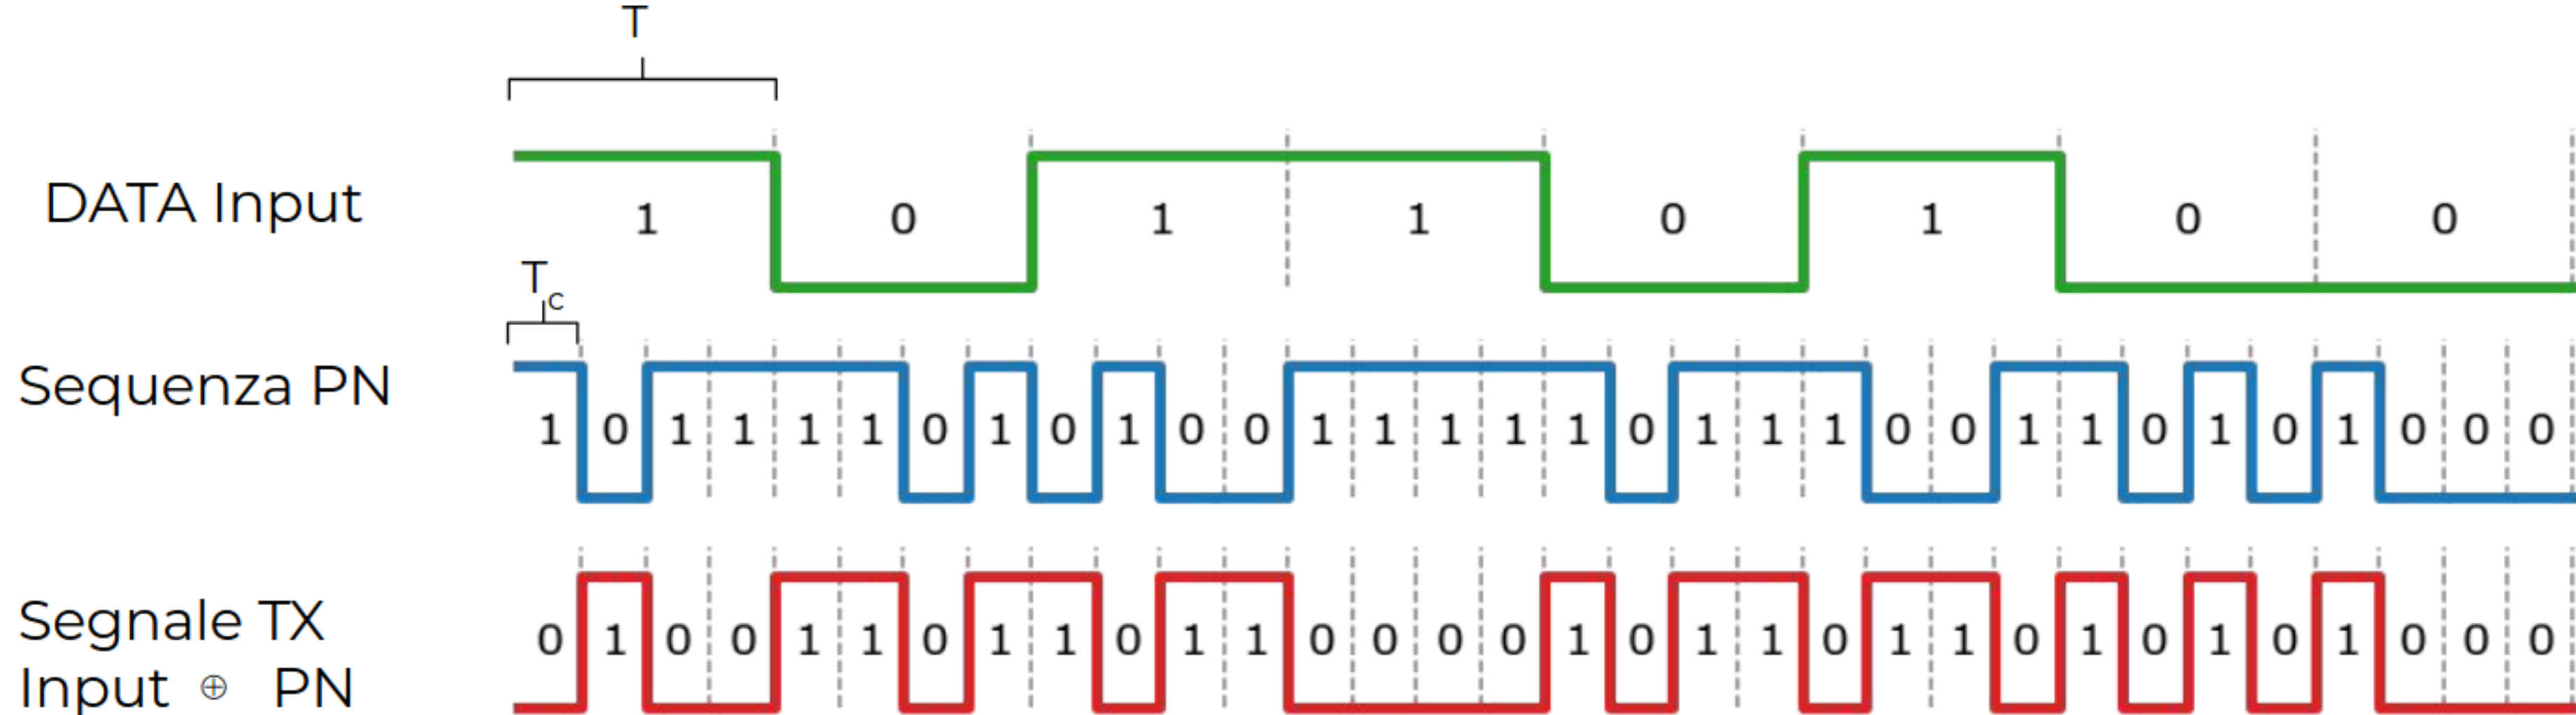 T
DATA Input
1 0 1 1 0 1 0 0
Tc
Sequenza PN
1 0 1 1 1 1 0 1 0 1 0 0 1 1 1 1 1 0 1 1 1 0 0 1 1 0 1 0 1 0 0 0
Segnale TX
0 1 0 0 1 1 0 1 1 0 1 1 0 0 0 0 1 0 1 1 0 1 1 0 1 0 1 0 1 0 0 0
Input ⊕ PN